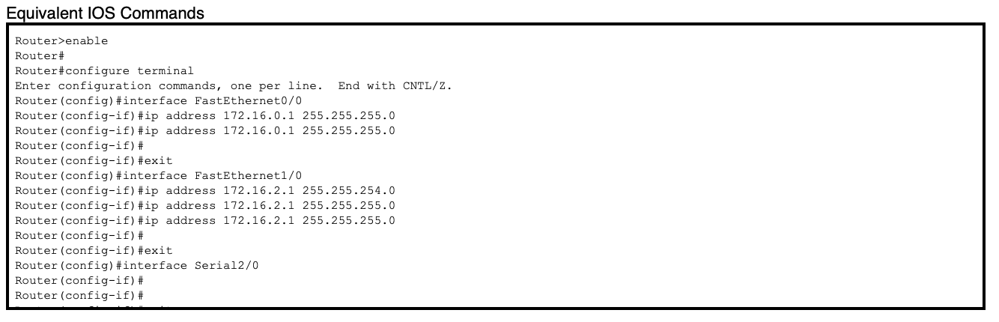 Equivalent IOS Commands
Router>enable
Router#
Router#configure terminal
Enter configuration commands, one per line.  End with CNTL/Z.
Router(config)#interface FastEthernet0/0
Router(config-if)#ip address 172.16.0.1 255.255.255.0
Router(config-if)#ip address 172.16.0.1 255.255.255.0
Router(config-if)#
Router(config-if)#exit
Router(config)#interface FastEthernet1/0
Router(config-if)#ip address 172.16.2.1 255.255.254.0
Router(config-if)#ip address 172.16.2.1 255.255.255.0
Router(config-if)#ip address 172.16.2.1 255.255.255.0
Router(config-if)#
Router(config-if)#exit
Router(config)#interface Serial2/0
Router(config-if)#
Router(config-if)#